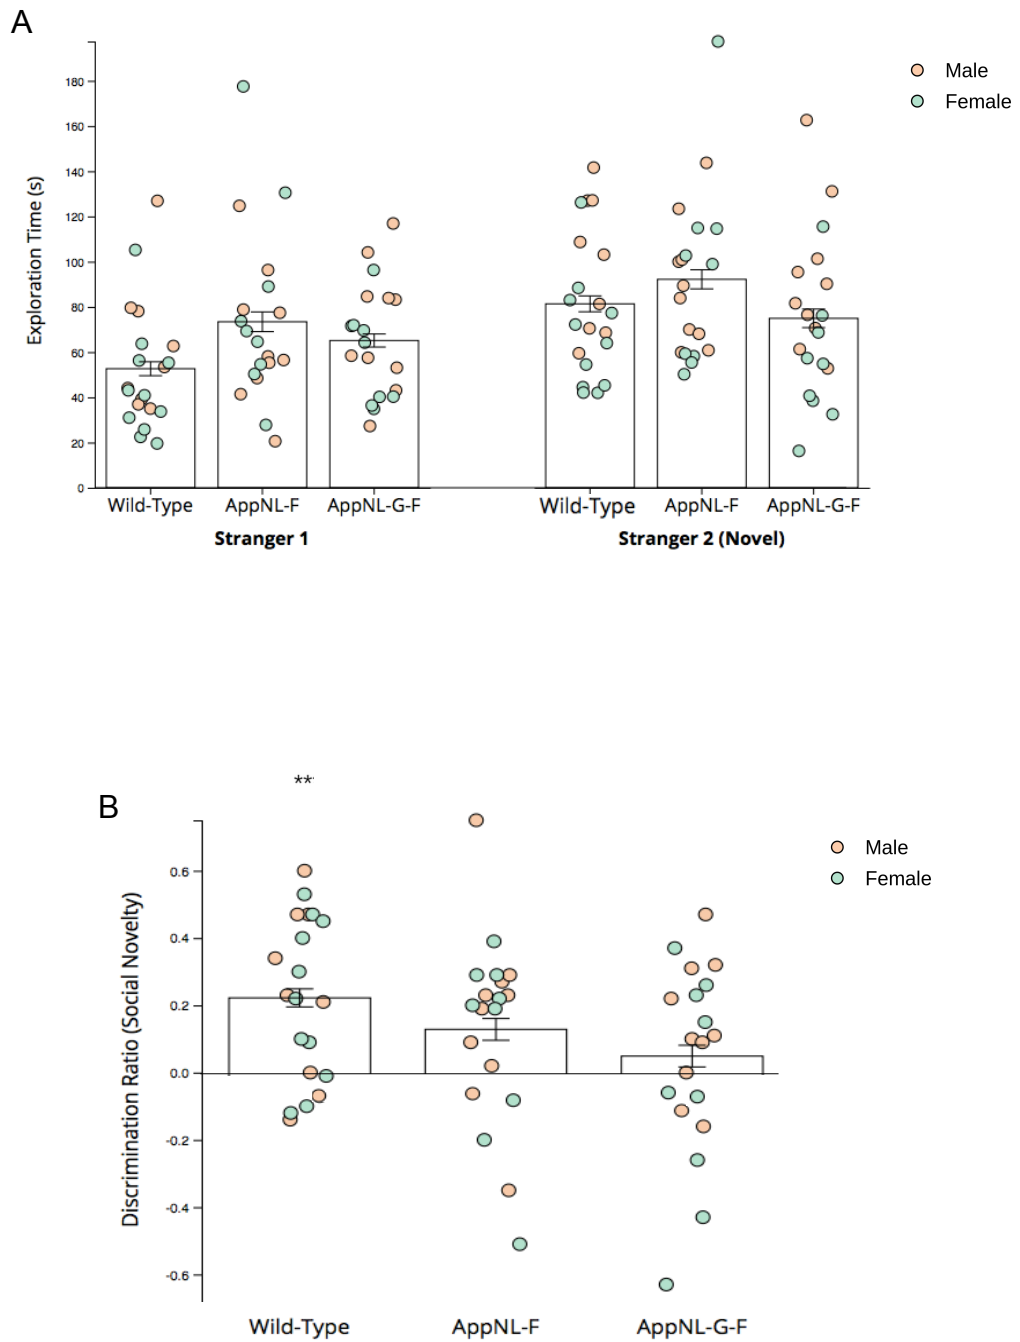 A
Male
Female
Exploration Time (s)
180
160
140
120
100
80
60
40
20
0
Wild-Type AppNL-F AppNL-G-F Wild-Type AppNL-F AppNL-G-F
Stranger 1 Stranger 2 (Novel)
**
B
Male
Female
Discrimination Ratio (Social Novelty)
0.6
0.4
0.2
0.0
-0.2
-0.4
-0.6
Wild-Type AppNL-F AppNL-G-F